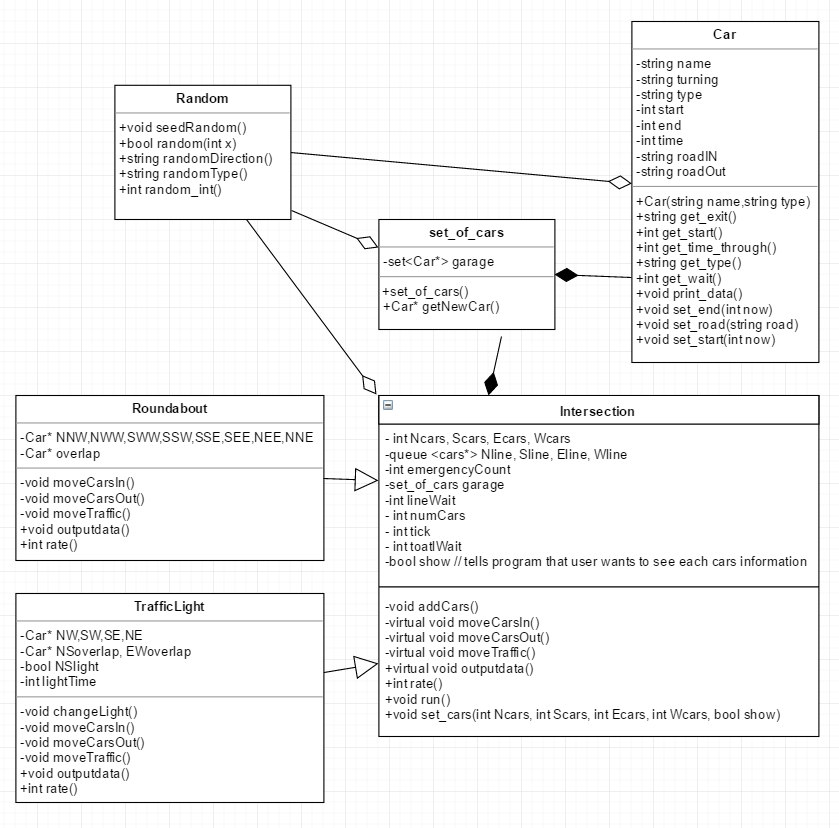 Car
-string name
-string turning
-string type
-int start
-int end
-int time
-string roadIN
-string roadOut
+Car(string name,string type)
+string get_exit()
+int get_start()
+int get_time_through()
+string get_type()
+int get_wait()
+void print_data()
+void set_end(int now)
+void set_road(string road)
+void set_start(int now)
Random
+void seedRandom()
+bool random(int x)
+string randomDirection()
+string randomType()
+int random_int()
set_of_cars
-set<Car*> garage
+set_of_cars()
+Car* getNewCar()
Roundabout
-Car* NNW,NWW,SWW,SSW,SSE,SEE,NEE,NNE
-Car* overlap
-void moveCarsIn()
-void moveCarsOut()
-void moveTraffic()
+void outputdata()
+int rate()
Intersection
- int Ncars, Scars, Ecars, Wcars
-queue <cars*> Nline, Sline, Eline, Wline
-int emergencyCount
-set_of_cars garage
-int lineWait
- int numCars
- int tick
- int toatlWait
-bool show // tells program that user wants to see each cars information
-void addCars()
-virtual void moveCarsIn()
-virtual void moveCarsOut()
-virtual void moveTraffic()
+virtual void outputdata()
+int rate()
+void run()
+void set_cars(int Ncars, int Scars, int Ecars, int Wcars, bool show)
TrafficLight
-Car* NW,SW,SE,NE
-Car* NSoverlap, EWoverlap
-bool NSlight
-int lightTime
-void changeLight()
-void moveCarsIn()
-void moveCarsOut()
-void moveTraffic()
+void outputdata()
+int rate()